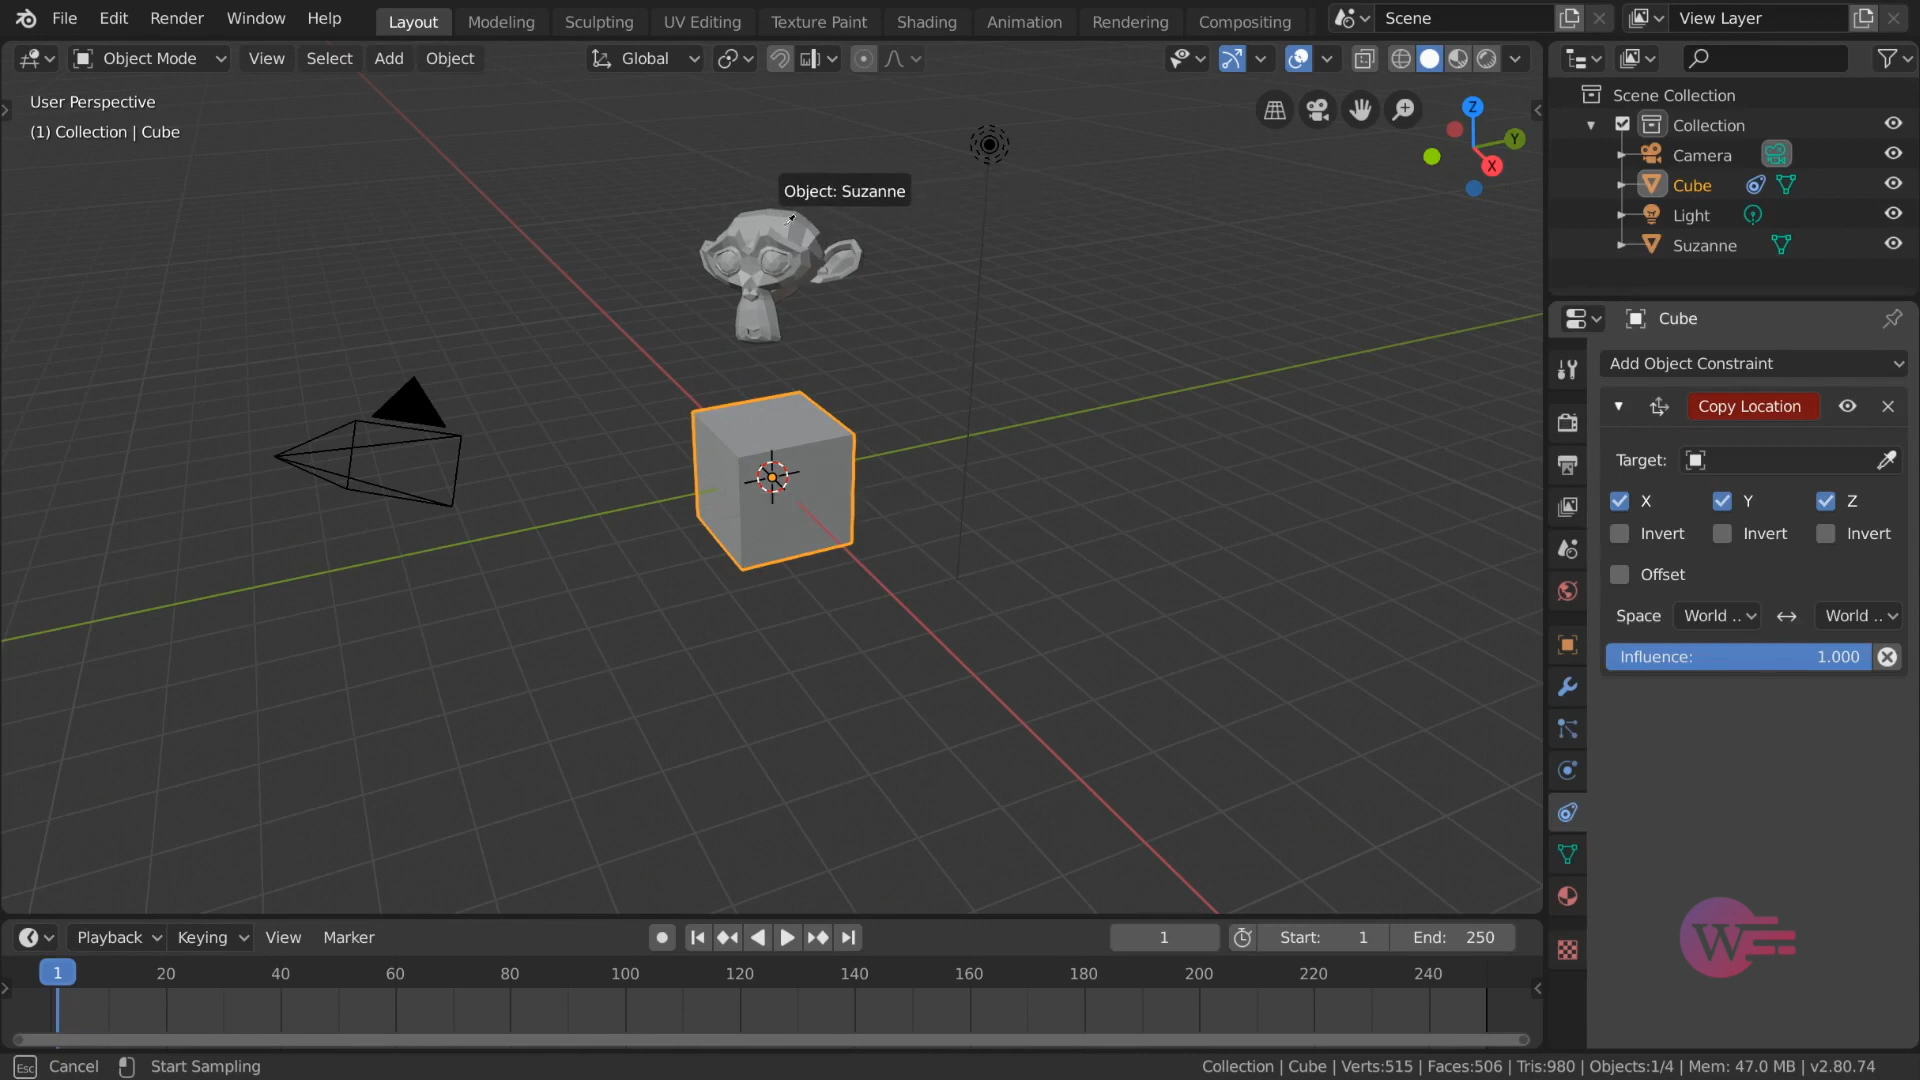 File Edit Render Window Help Layout Modeling Sculpting UV Editing Texture Paint Shading Animation Rendering Compositing Scene View Layer
Object Mode View Select Add Object Global
User Perspective
(1) Collection | Cube
Object: Suzanne
Z
Y
X
Scene Collection
Collection
Camera
Cube
Light
Suzanne
Cube
Add Object Constraint
Copy Location
Target:
X Y Z
Invert Invert Invert
Offset
Space World .. World ..
Influence: 1.000
W
Playback Keying View Marker 1 Start: 1 End: 250
1 20 40 60 80 100 120 140 160 180 200 220 240
Esc Cancel Start Sampling Collection | Cube | Verts:515 | Faces:506 | Tris:980 | Objects:1/4 | Mem: 47.0 MB | v2.80.74